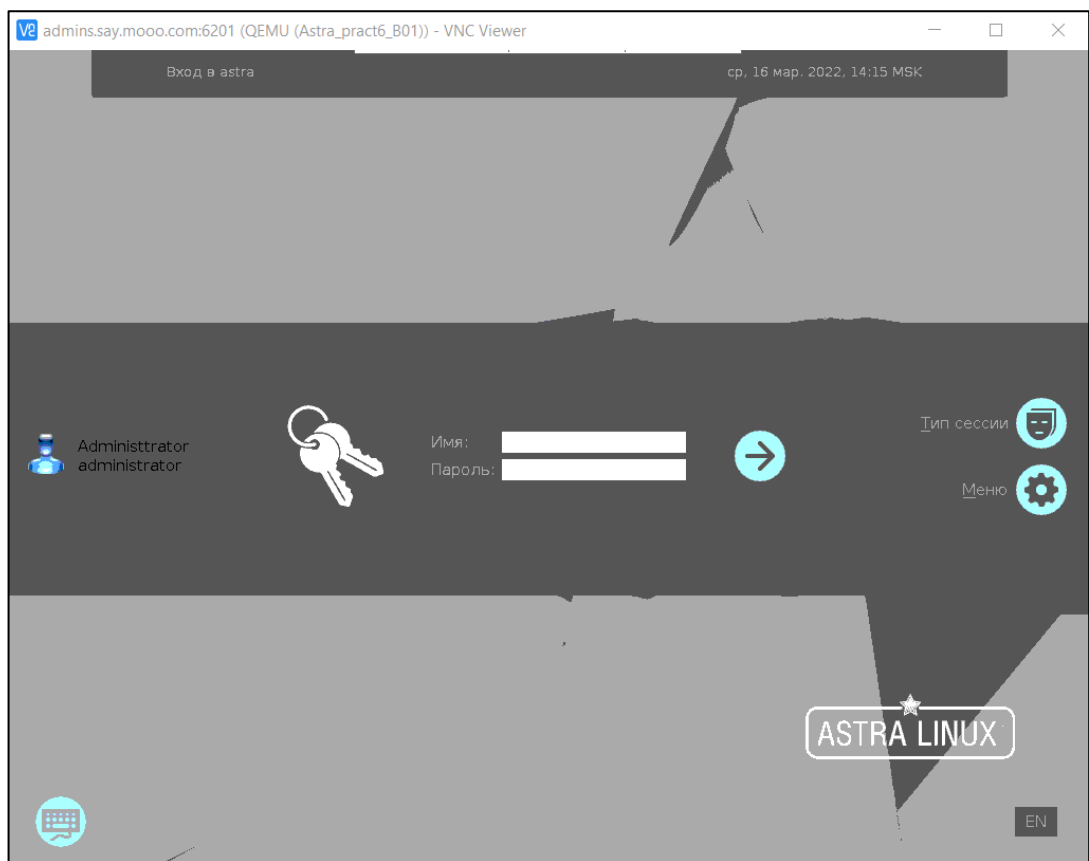 admins.say.mooo.com:6201 (QEMU (Astra_pract6_B01)) - VNC Viewer
Вход в astra
ср, 16 мар. 2022, 14:15 MSK
Administtrator
administrator
Имя:
Пароль:
Тип сессии
Меню
ASTRA LINUX
EN